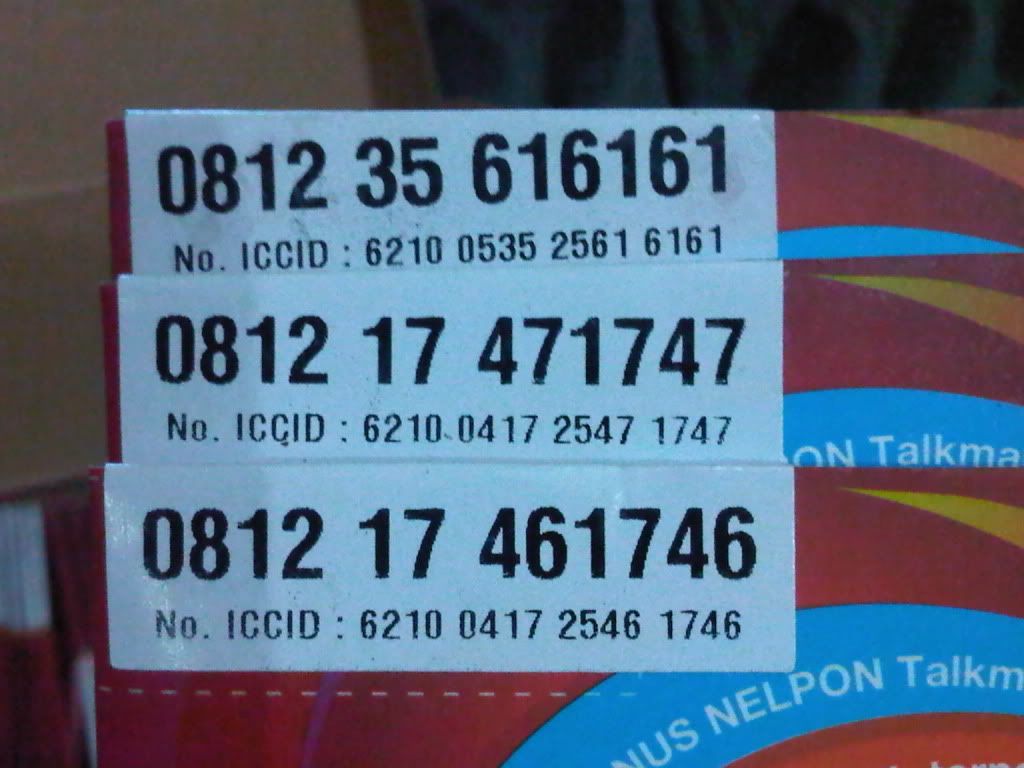 0812 35 616161
No. ICCID : 6210 0535 2561 6161
0812 17 471747
No. ICCID : 6210 0417 2547 1747
ON Talkma
0812 17 461746
No. ICCID : 6210 0417 2546 1746
NUS NELPON Talkm